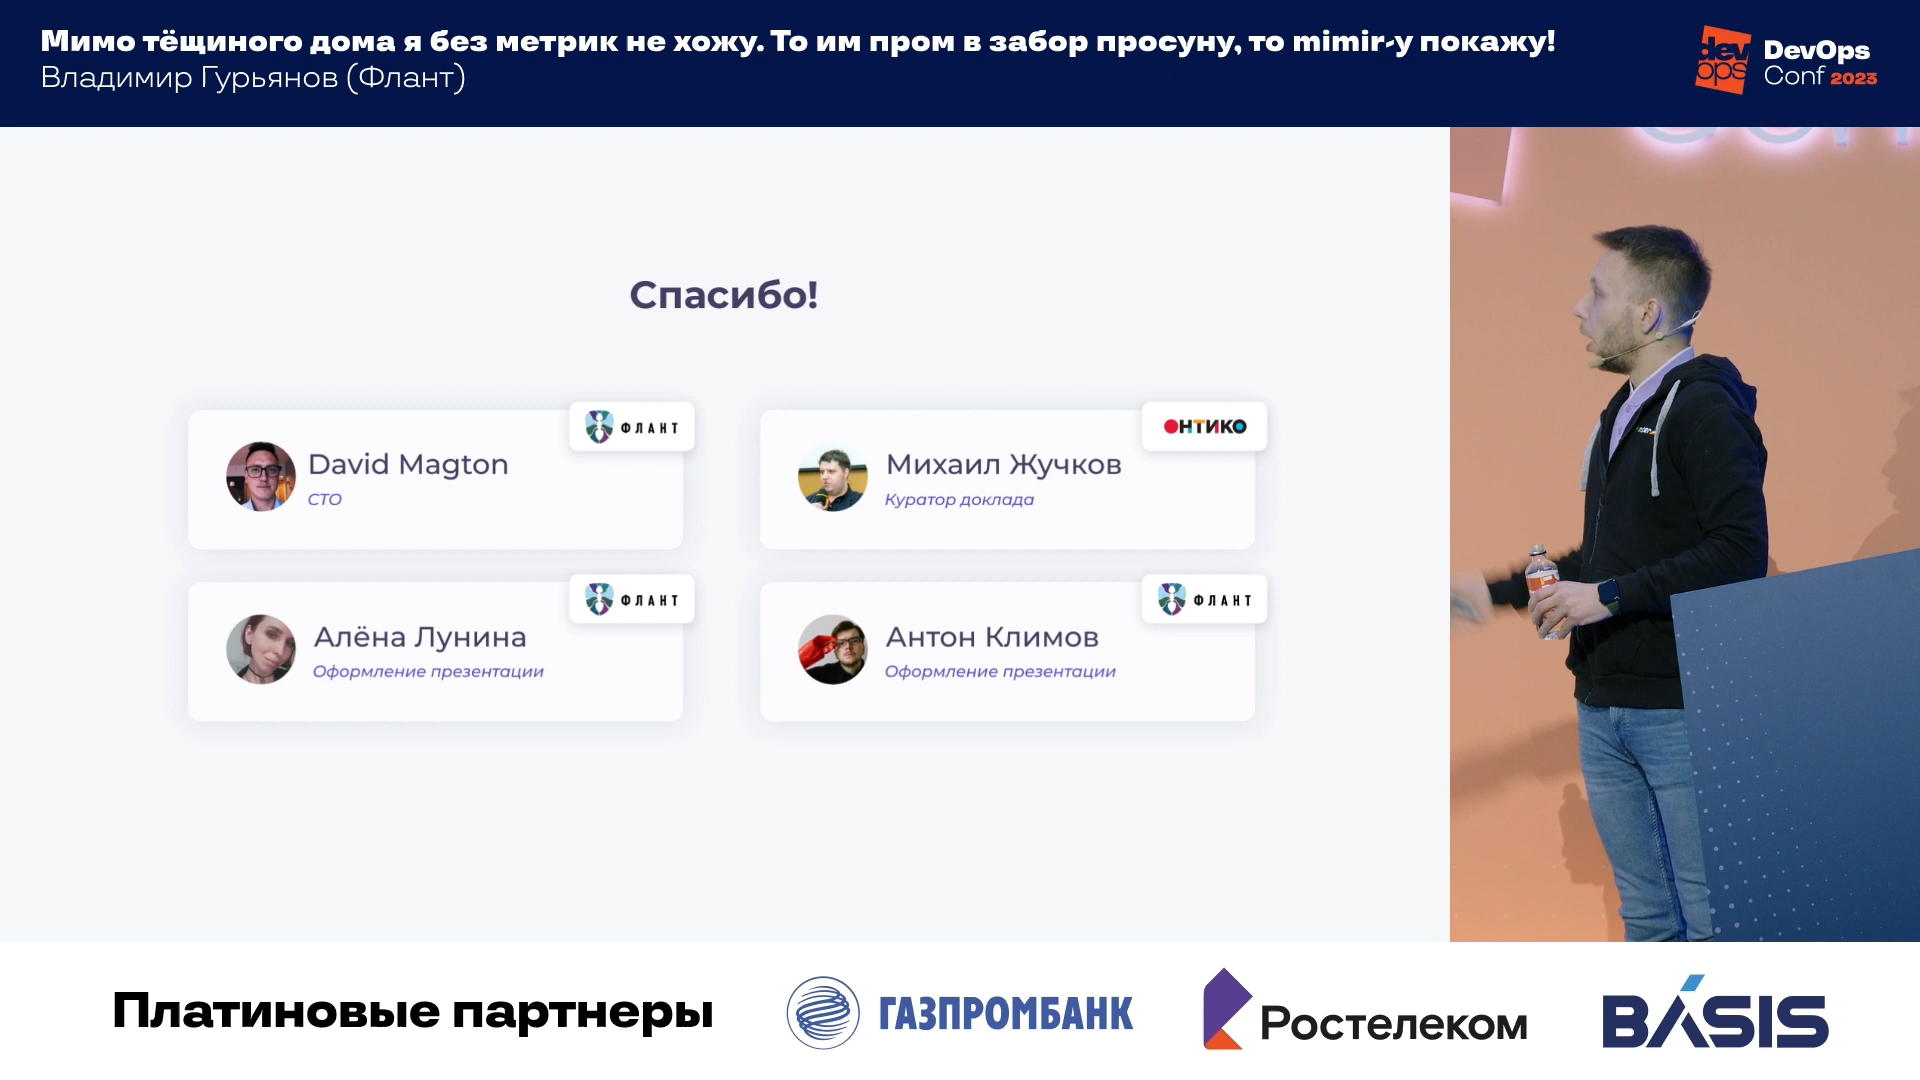 Мимо тёщиного дома я без метрик не хожу. То им пром в забор просуну, то mimir-у покажу!
Владимир Гурьянов (Флант)
dev
ops
DevOps
Conf 2023
Спасибо!
ФЛАНТ
David Magton
CTO
ОНТИКО
Михаил Жучков
Куратор доклада
ФЛАНТ
Алёна Лунина
Оформление презентации
ФЛАНТ
Антон Климов
Оформление презентации
Платиновые партнеры
ГАЗПРОМБАНК
Ростелеком
BASIS